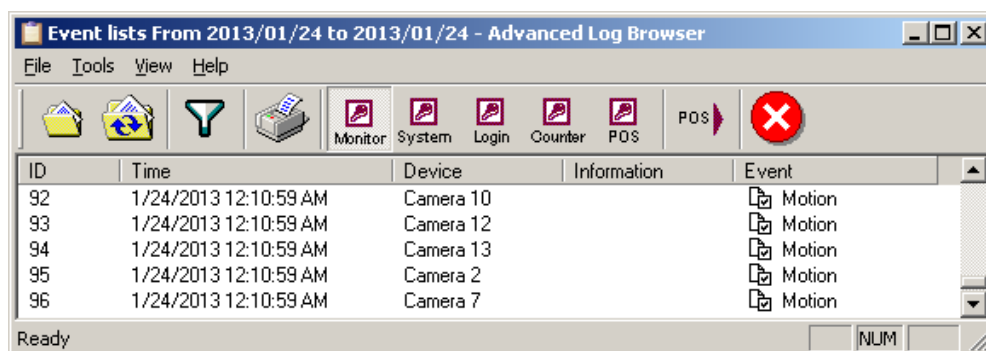 Event lists From 2013/01/24 to 2013/01/24 - Advanced Log Browser
File Tools View Help
Monitor System Login Counter POS POS
ID Time Device Information Event
92 1/24/2013 12:10:59 AM Camera 10 Motion
93 1/24/2013 12:10:59 AM Camera 12 Motion
94 1/24/2013 12:10:59 AM Camera 13 Motion
95 1/24/2013 12:10:59 AM Camera 2 Motion
96 1/24/2013 12:10:59 AM Camera 7 Motion
Ready NUM